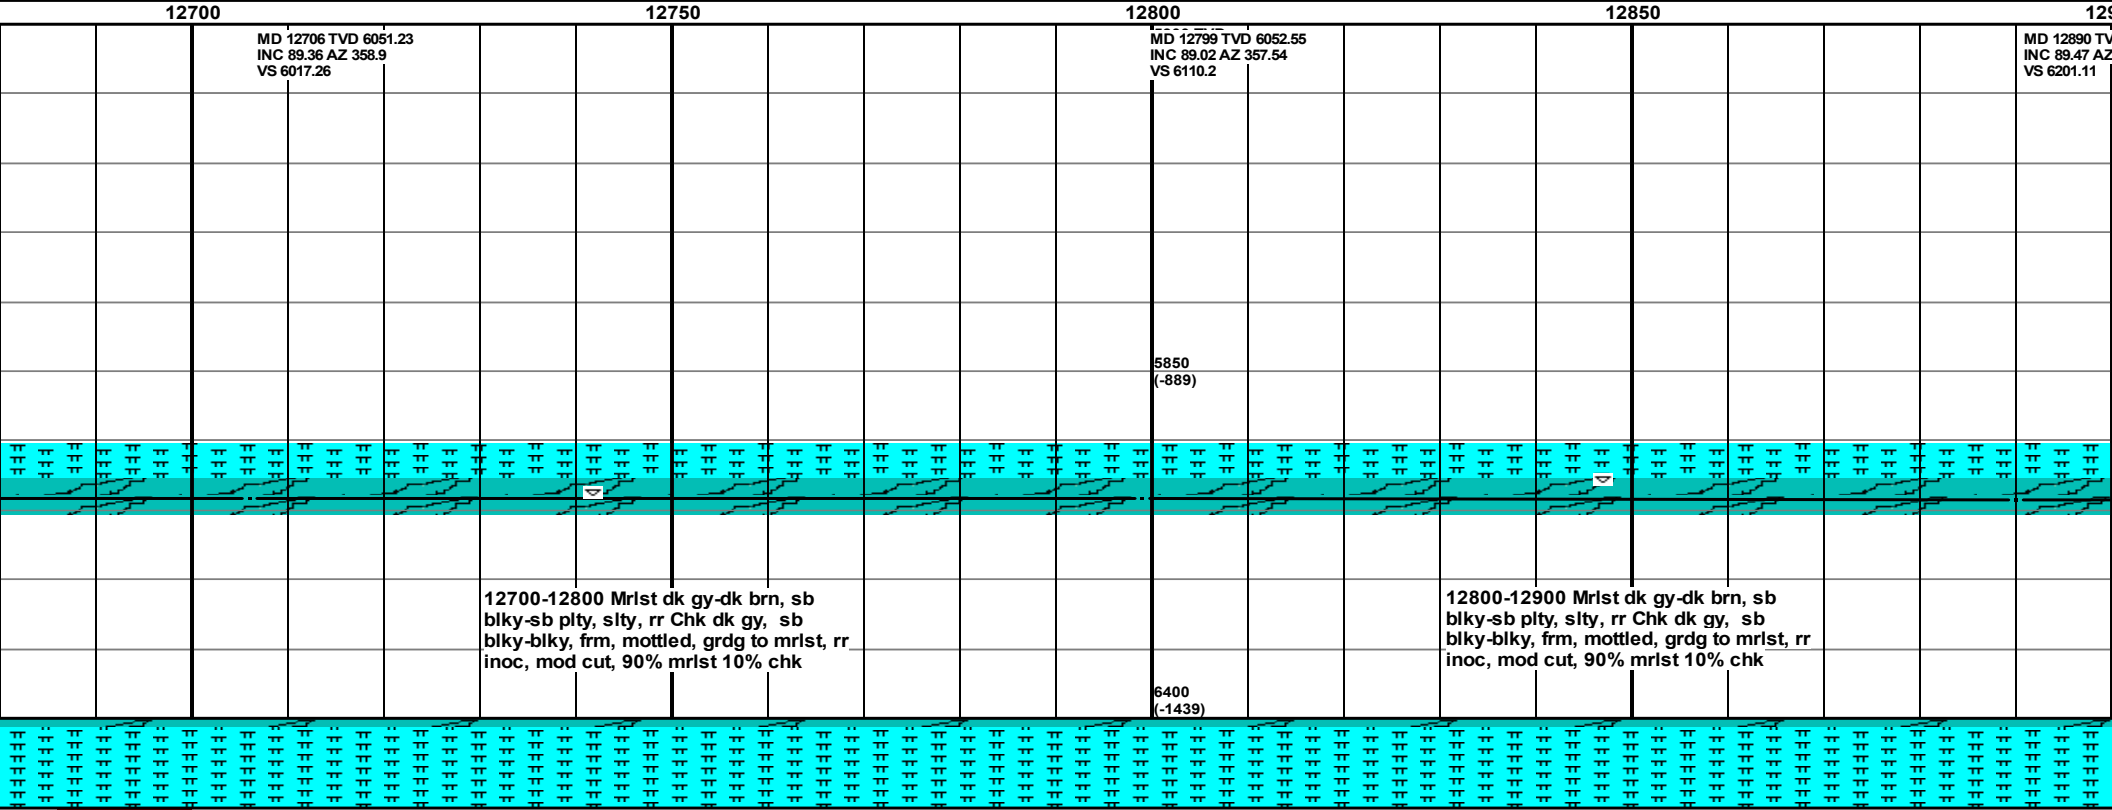 12700 12750 12800 12850
MD 12706 TVD 6051.23
INC 89.36 AZ 358.9
VS 6017.26
MD 12799 TVD 6052.55
INC 89.02 AZ 357.54
VS 6110.2
MD 12890 TV
INC 89.47 AZ
VS 6201.11
5850
(-889)
12700-12800 Mrlst dk gy-dk brn, sb
blky-sb plty, slty, rr Chk dk gy, sb
blky-blky, frm, mottled, grdg to mrlst, rr
inoc, mod cut, 90% mrlst 10% chk
12800-12900 Mrlst dk gy-dk brn, sb
blky-sb plty, slty, rr Chk dk gy, sb
blky-blky, frm, mottled, grdg to mrlst, rr
inoc, mod cut, 90% mrlst 10% chk
6400
(-1439)